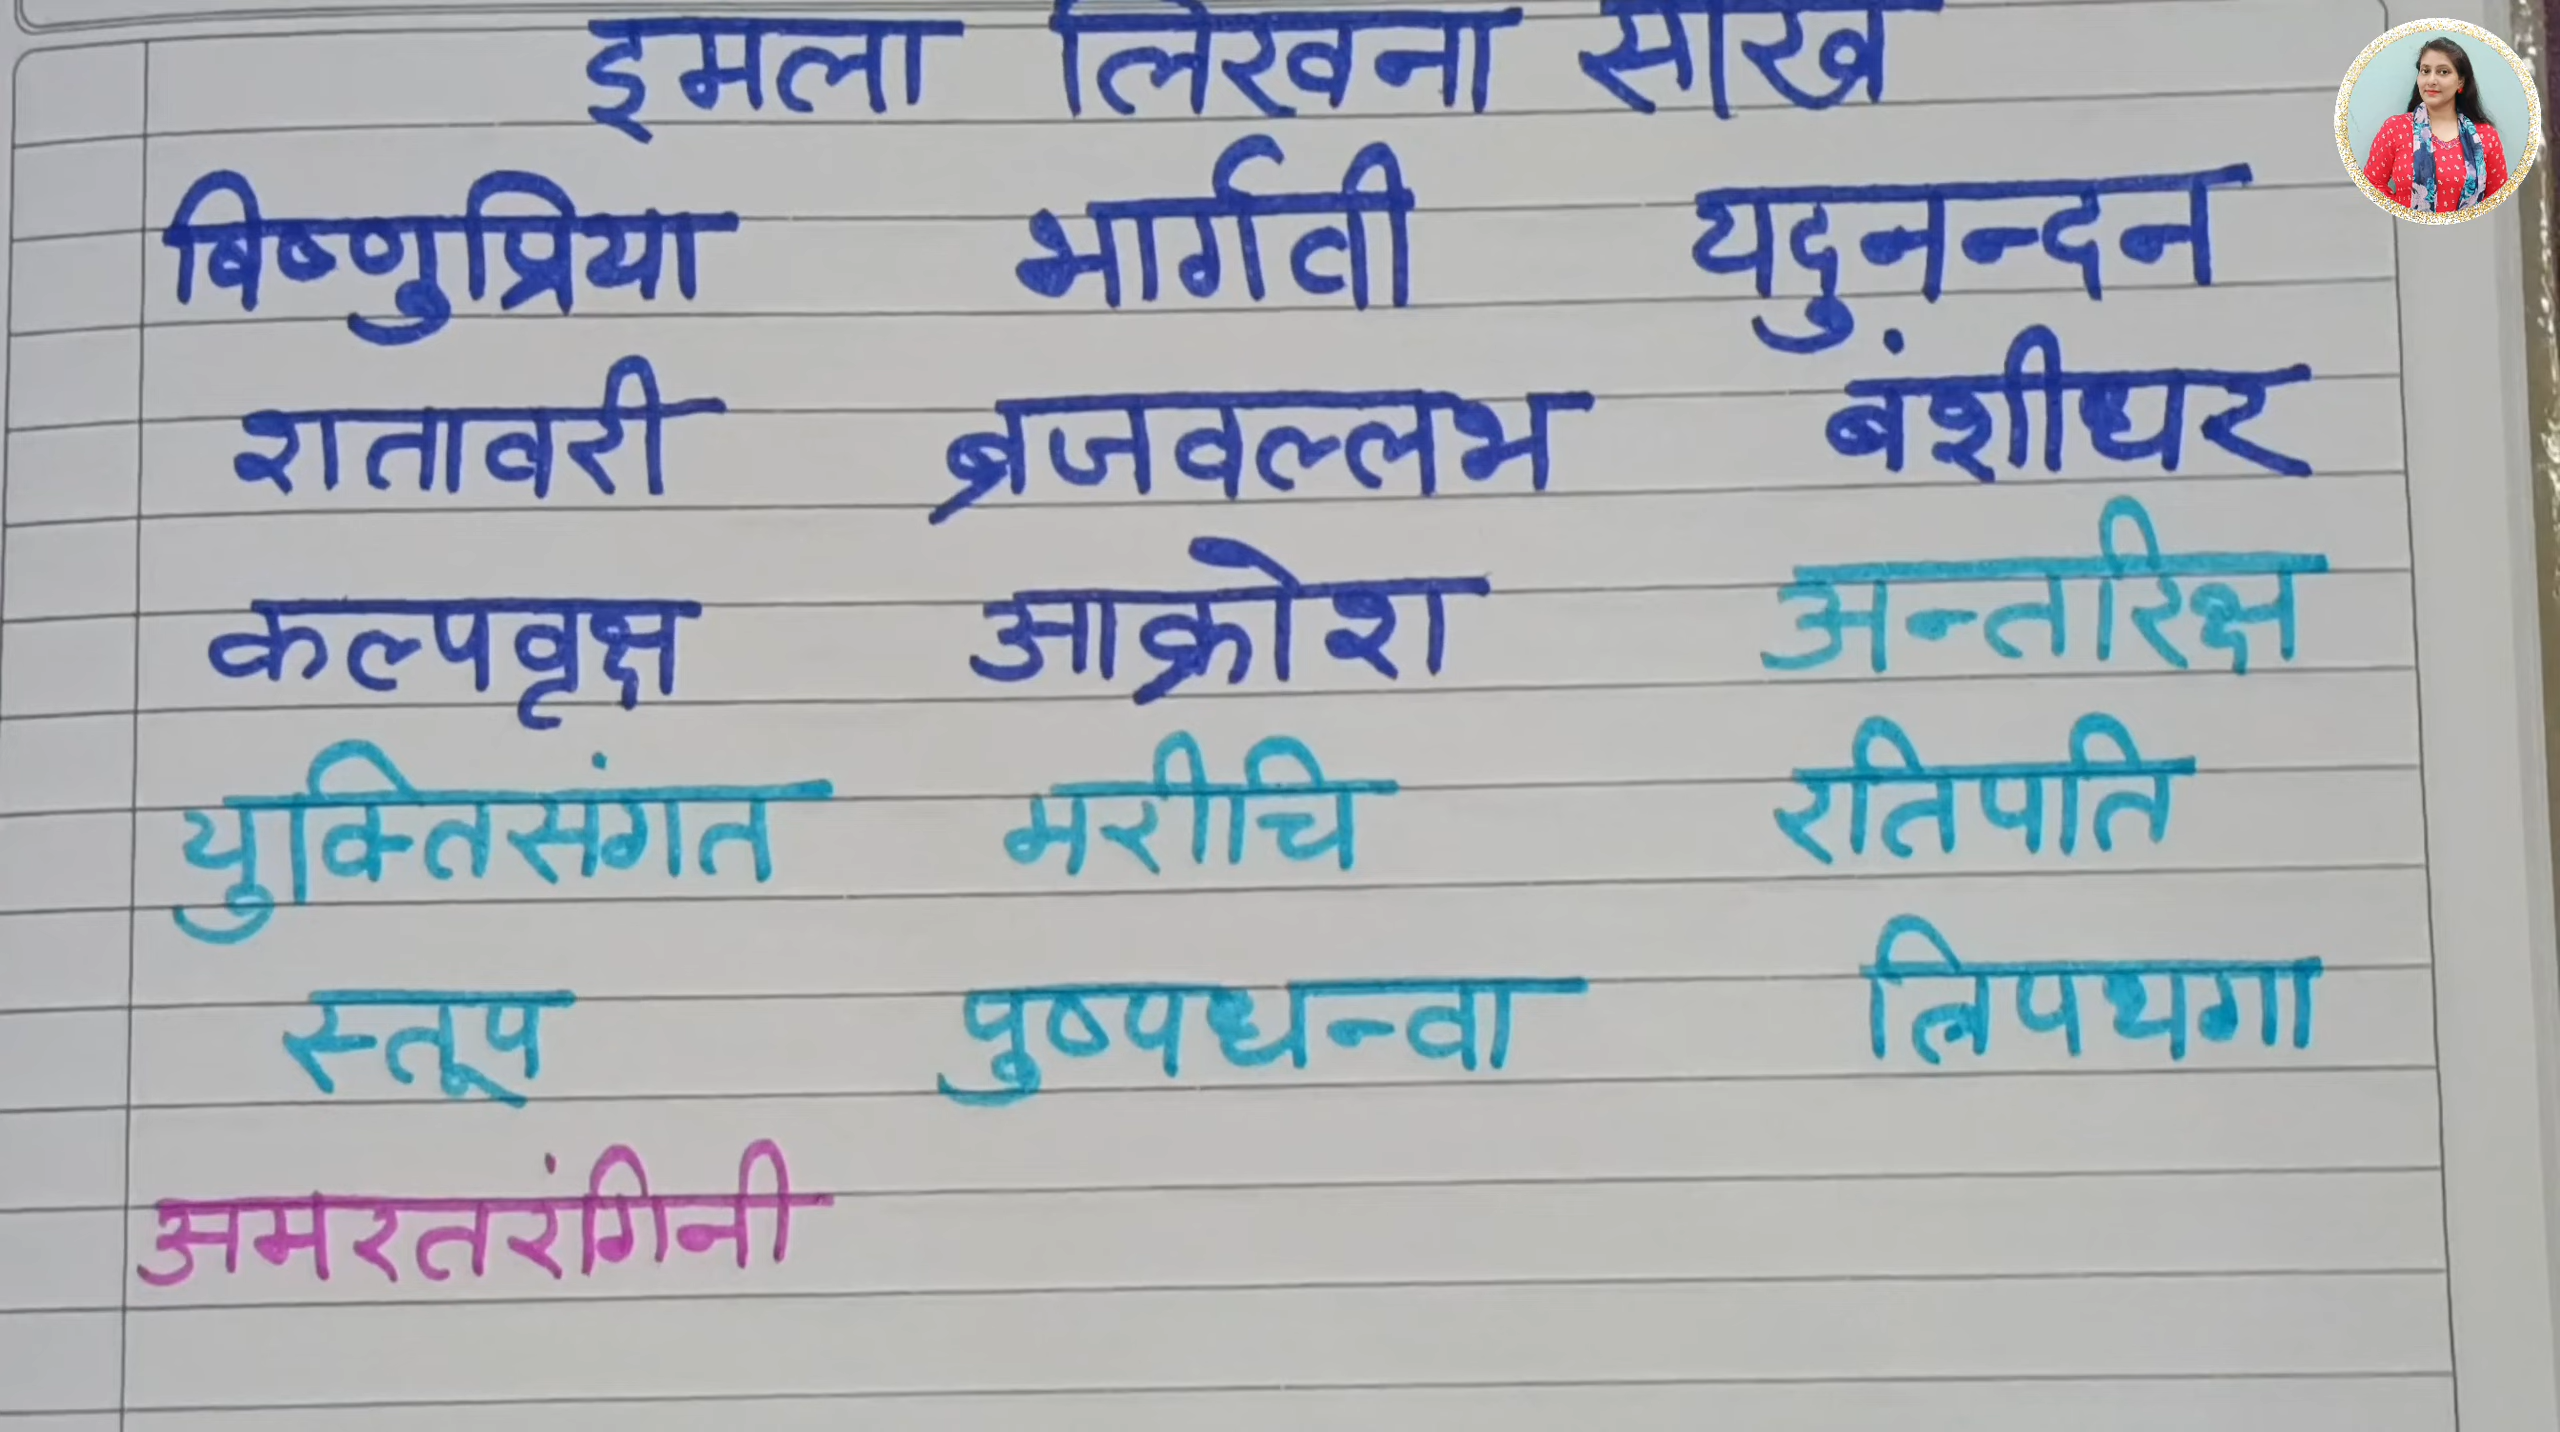 इमला लिखना सीखे
बिष्णुप्रिया भार्गवी यदुनन्दन
शतावरी ब्रजवल्लभ बंशीधर
कल्पवृक्ष आक्रोश अन्तरिक्ष
युक्तिसंगत मरीचि रतिपति
स्तूप पुष्पधन्वा त्रिपथगा
अमरतरंगिनी